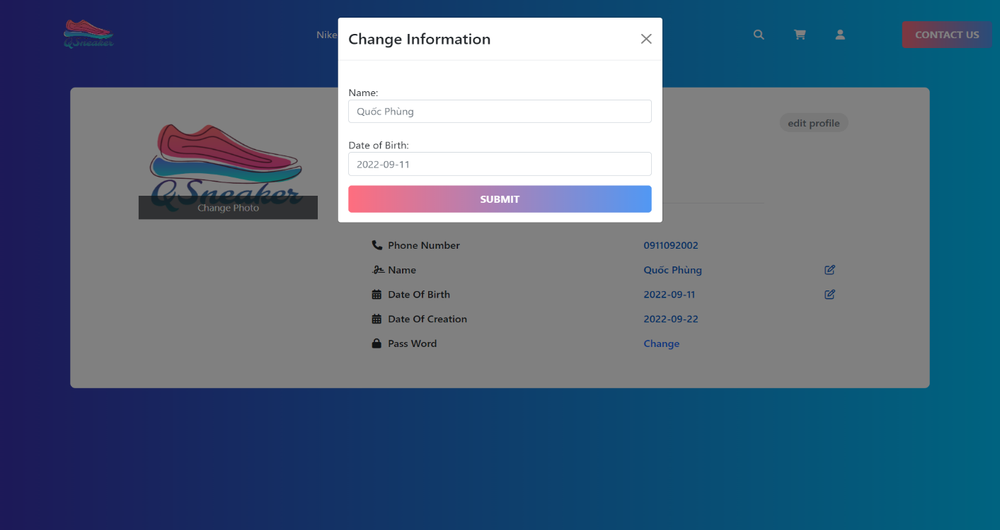 QSneaker
Nike
CONTACT US
Change Information
Name:
Quốc Phùng
Date of Birth:
2022-09-11
SUBMIT
edit profile
QSneaker
Change Photo
Phone Number
0911092002
Name
Quốc Phùng
Date Of Birth
2022-09-11
Date Of Creation
2022-09-22
Pass Word
Change